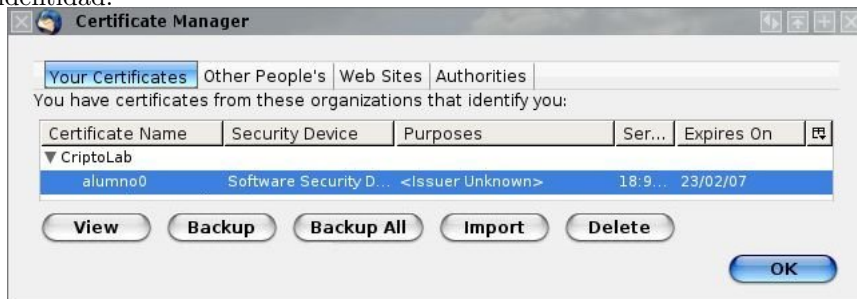 identidad.
Certificate Manager
Your Certificates Other People's Web Sites Authorities
You have certificates from these organizations that identify you:
Certificate Name Security Device Purposes Ser... Expires On
CriptoLab
alumno0 Software Security D... <Issuer Unknown> 18:9... 23/02/07
View Backup Backup All Import Delete
OK